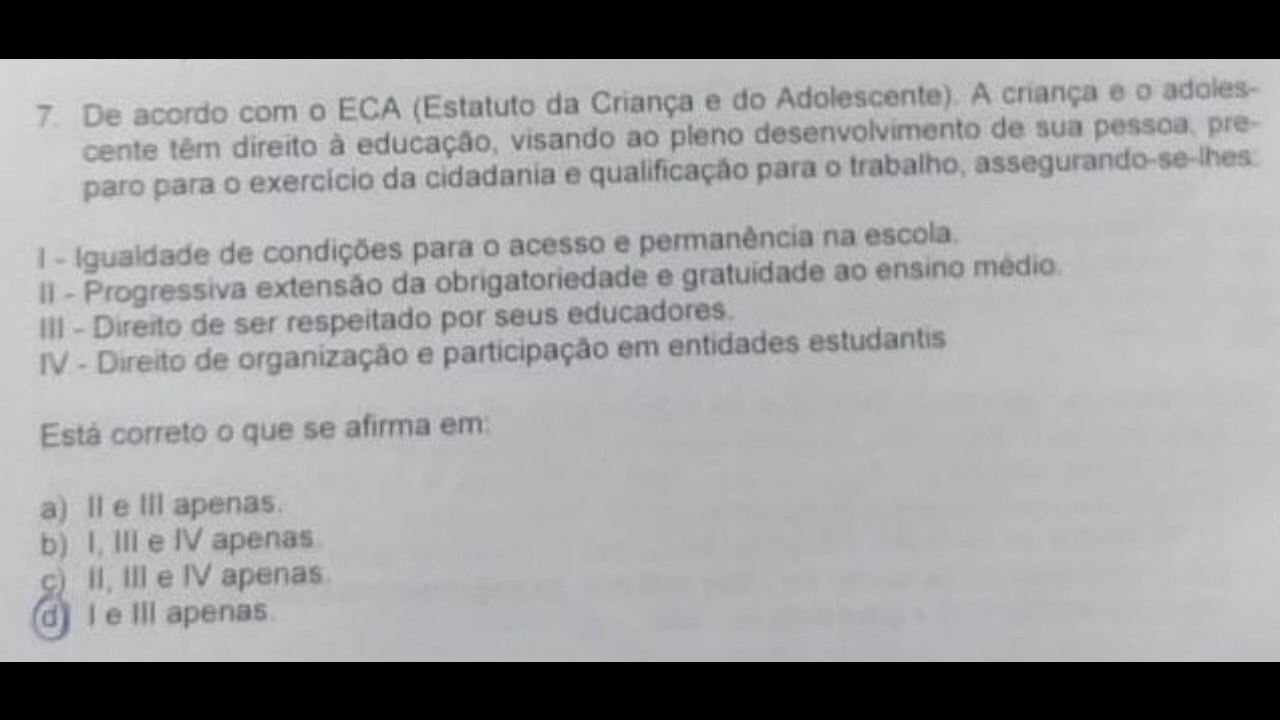 7. De acordo com o ECA (Estatuto da Criança e do Adolescente). A criança e o adoles-
cente têm direito à educação, visando ao pleno desenvolvimento de sua pessoa, pre-
paro para o exercício da cidadania e qualificação para o trabalho, assegurando-se-lhes:
I - Igualdade de condições para o acesso e permanência na escola.
II - Progressiva extensão da obrigatoriedade e gratuidade ao ensino médio.
III - Direito de ser respeitado por seus educadores.
IV - Direito de organização e participação em entidades estudantis
Está correto o que se afirma em:
a) II e III apenas.
b) I, III e IV apenas.
c) II, III e IV apenas.
d) I e III apenas.